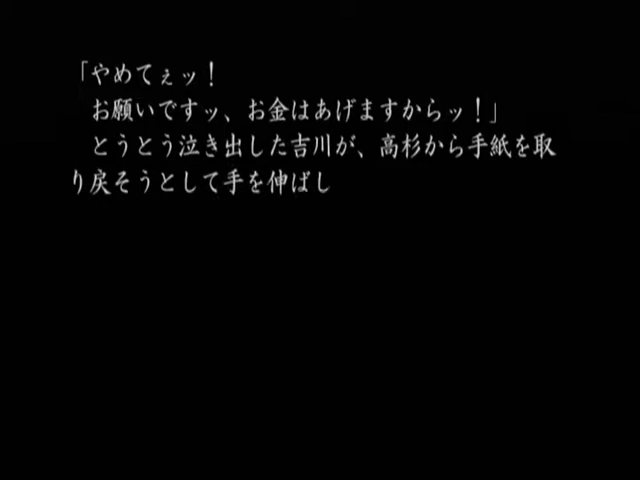 「やめてぇッ！
お願いですッ、お金はあげますからッ！」
とうとう泣き出した吉川が、高杉から手紙を取
り戻そうとして手を伸ばし